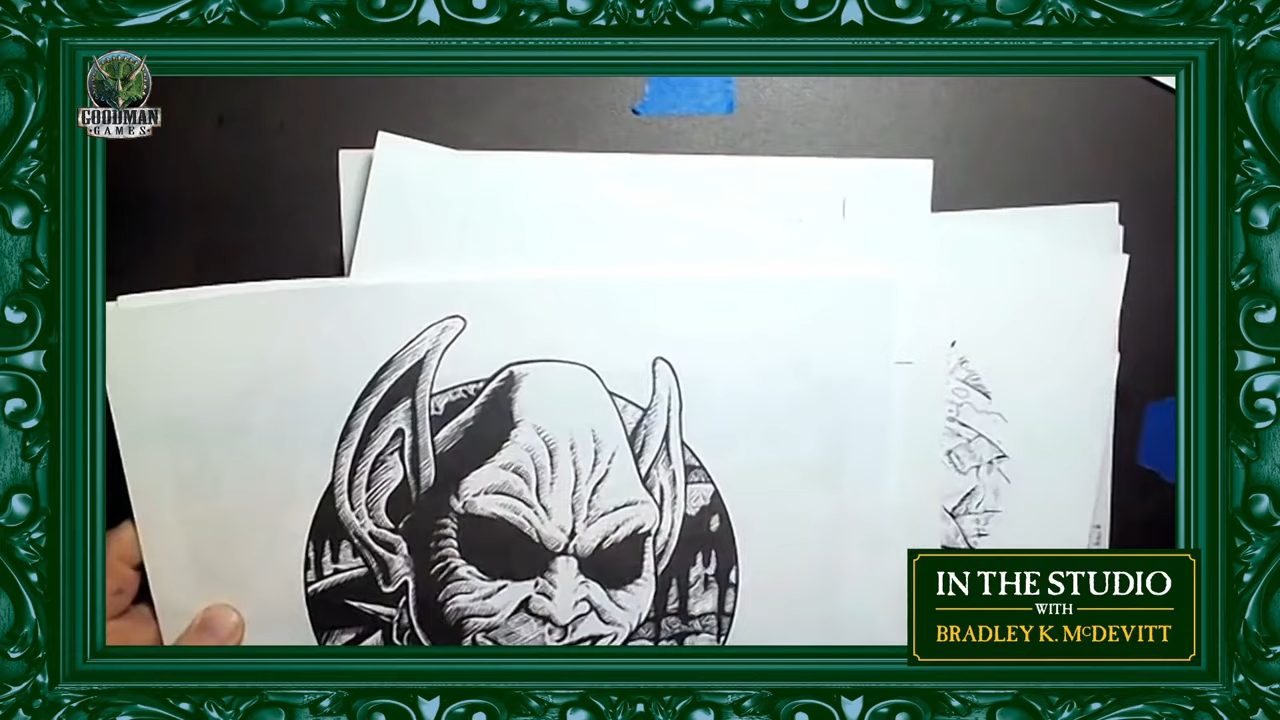 GOODMAN
GAMES
IN THE STUDIO
WITH
BRADLEY K. McDEVITT